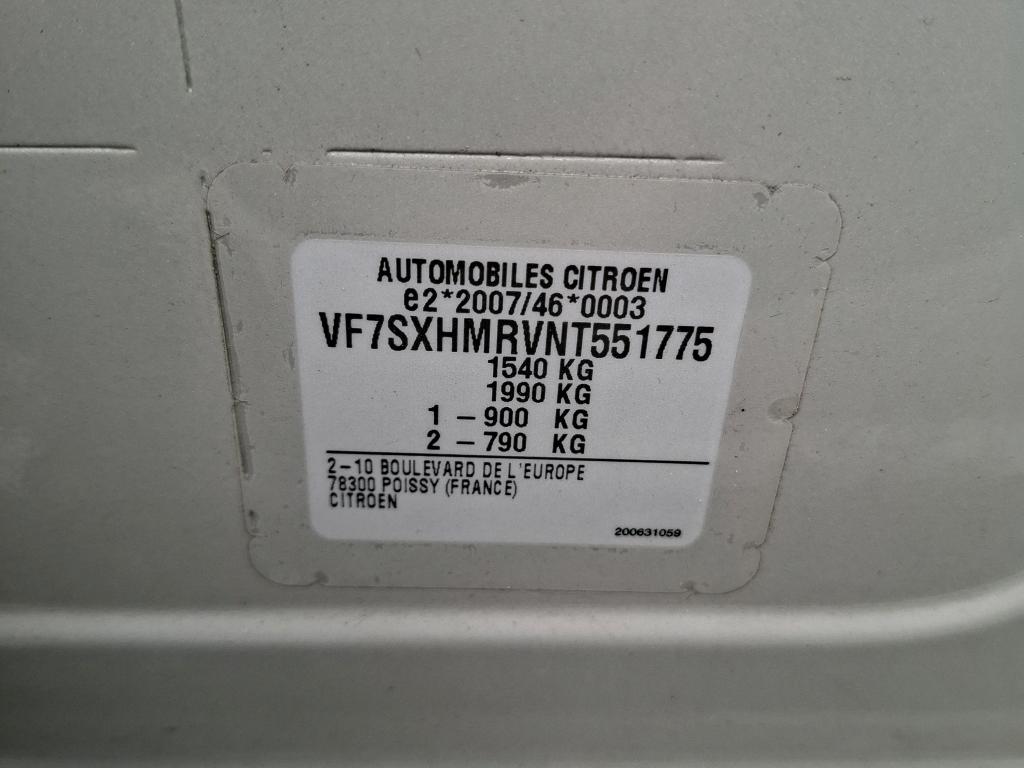 AUTOMOBILES CITROEN
e2*2007/46*0003
VF7SXHMRVNT551775
1540 KG
1990 KG
1 - 900 KG
2 - 790 KG
2-10 BOULEVARD DE L'EUROPE
78300 POISSY (FRANCE)
CITROEN
200631059